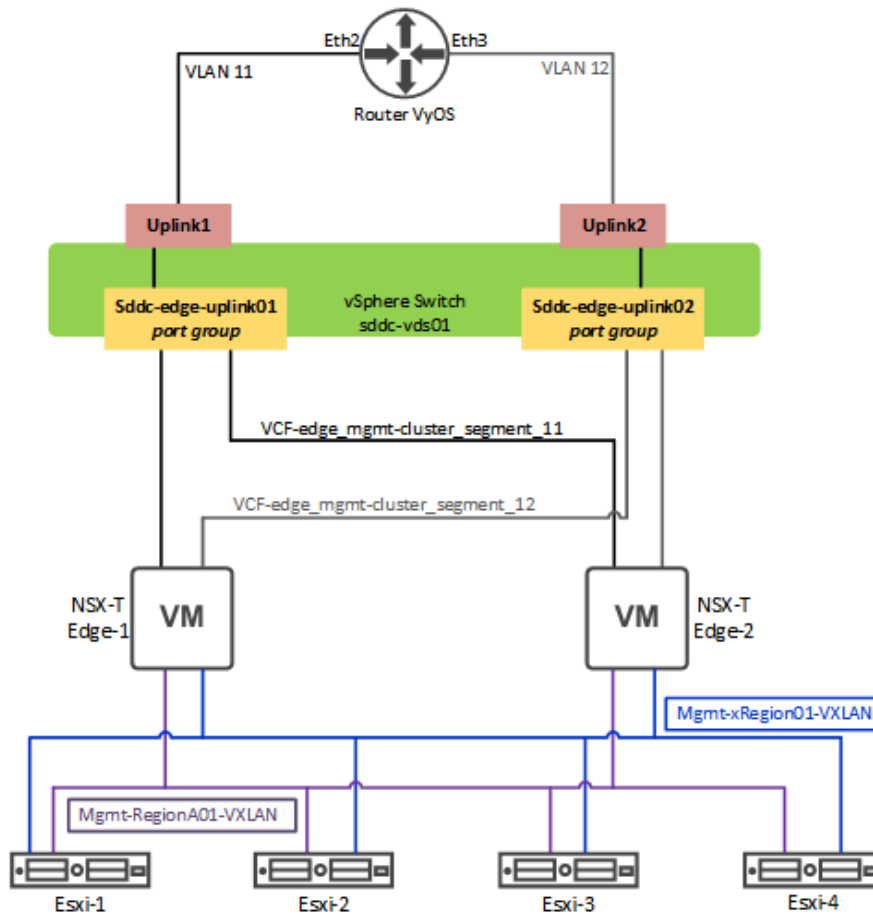 Eth2
Eth3
VLAN 11
VLAN 12
Router VyOS
Uplink1
Uplink2
Sddc-edge-uplink01
port group
vSphere Switch
sddc-vds01
Sddc-edge-uplink02
port group
VCF-edge_mgmt-cluster_segment_11
VCF-edge_mgmt-cluster_segment_12
NSX-T
Edge-1
VM
VM
NSX-T
Edge-2
Mgmt-xRegion01-VXLAN
Mgmt-RegionA01-VXLAN
Esxi-1
Esxi-2
Esxi-3
Esxi-4